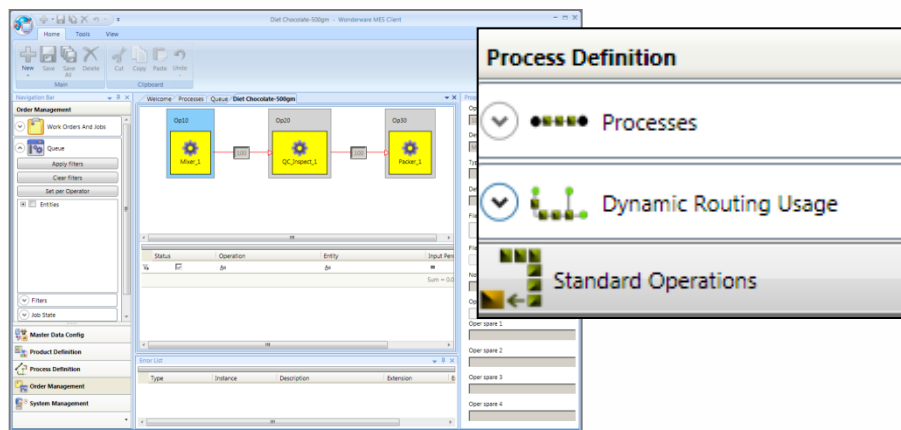 Diet Chocolate-500gm - Wonderware MES Client
Home Tools View
New Save Save All Delete Cut Copy Paste Undo
Main Clipboard
Navigation Bar
Order Management
Work Orders And Jobs
Queue
Apply Filters
Clear Filters
Set per Operator
Entities
Filters
Job State
Master Data Config
Product Definition
Process Definition
Order Management
System Management
Welcome Processes Queue Diet Chocolate-500gm
Op10 Op20 Op30
Mixer_1 100 QC_Inspect_1 100 Packer_1
Status Operation Entity Input Per
Sum = 0.0
Error List
Type Instance Description Extension
Oper spare 1
Oper spare 2
Oper spare 3
Oper spare 4
Process Definition
Processes
Dynamic Routing Usage
Standard Operations